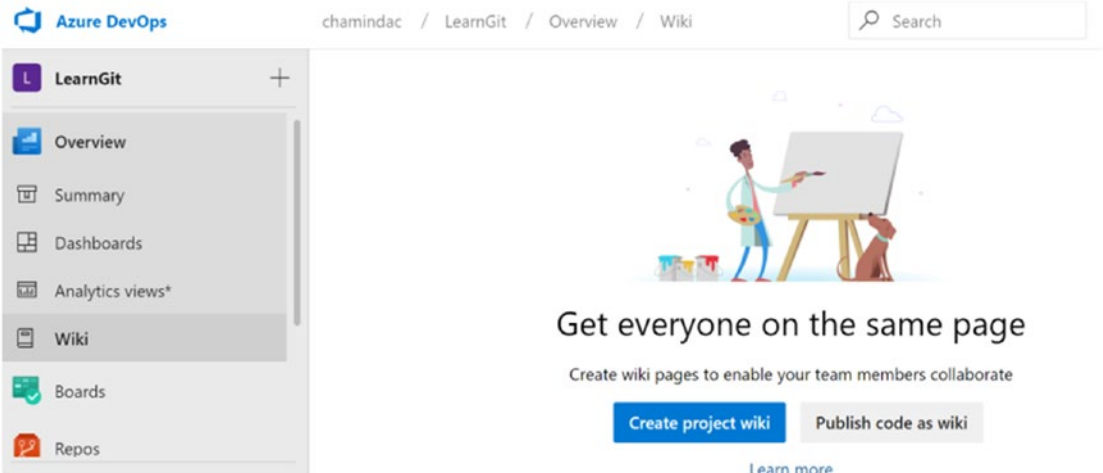 Azure DevOps
chamindac / LearnGit / Overview / Wiki
Search
L LearnGit +
Overview
Summary
Dashboards
Analytics views*
Wiki
Boards
Repos
Get everyone on the same page
Create wiki pages to enable your team members collaborate
Create project wiki
Publish code as wiki
Learn more